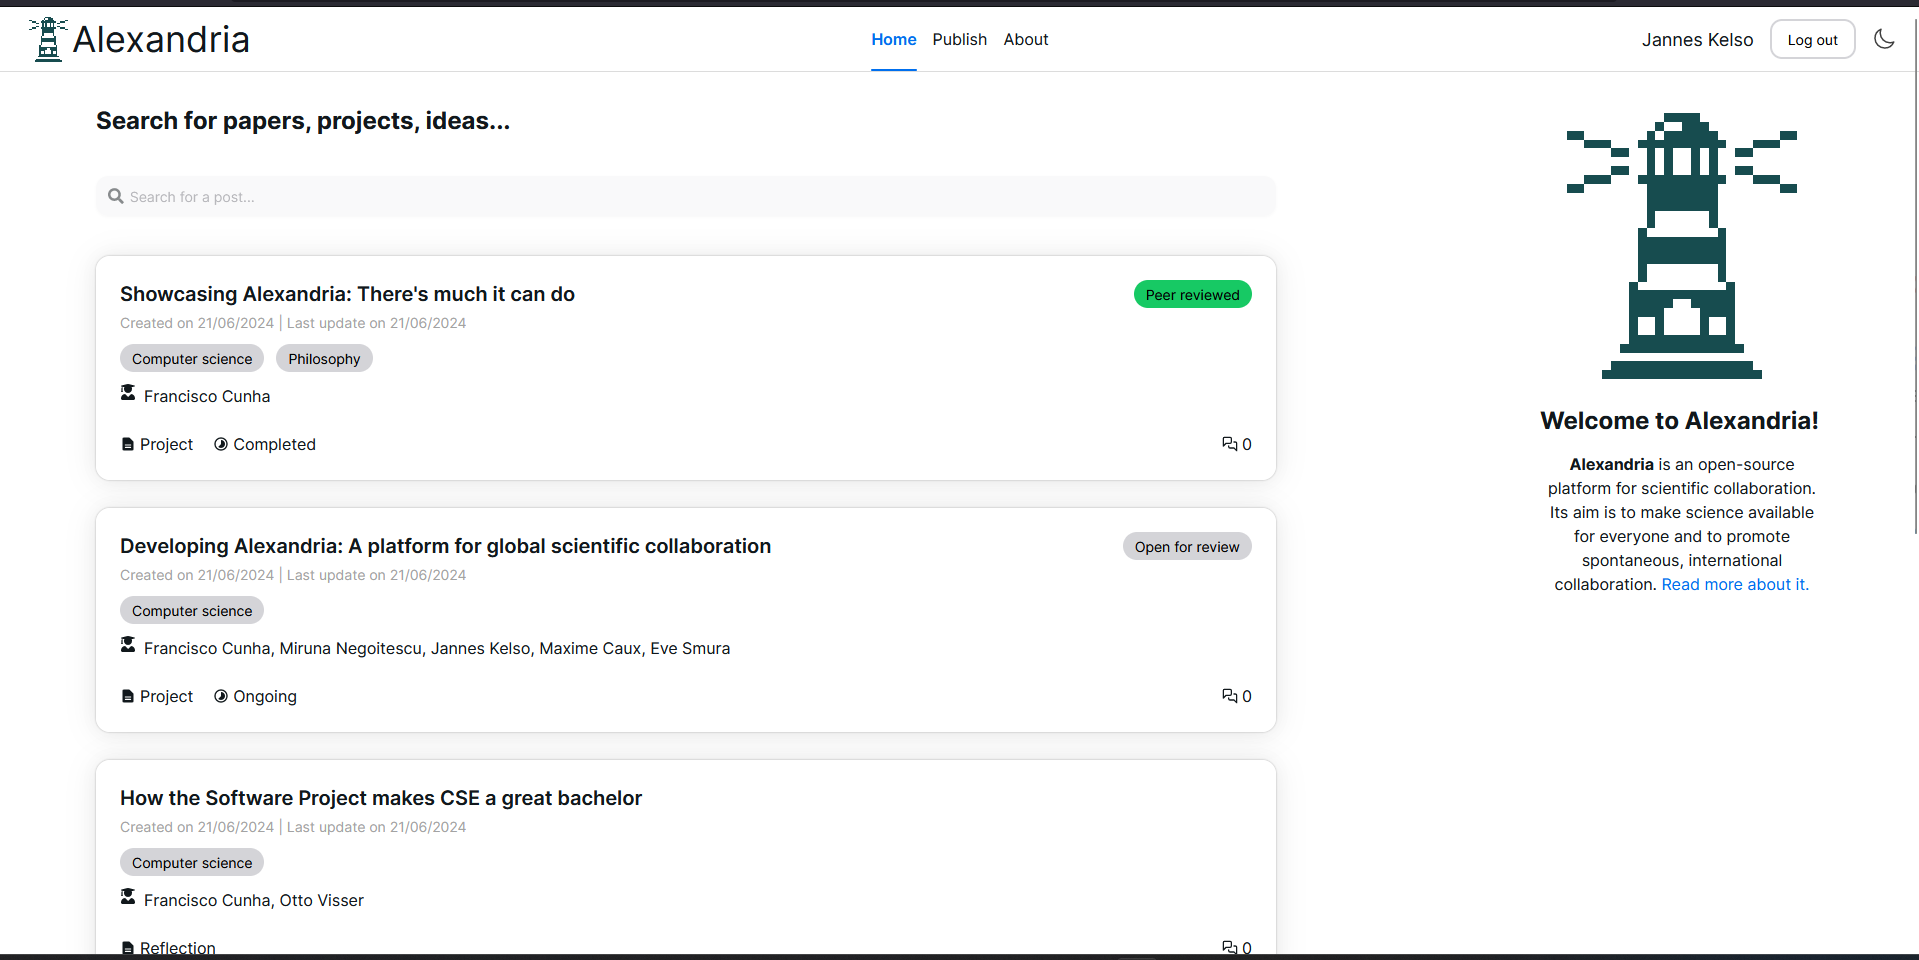 Alexandria
Home Publish About
Jannes Kelso Log out
Search for papers, projects, ideas...
Search for a post...
Showcasing Alexandria: There's much it can do
Peer reviewed
Created on 21/06/2024 | Last update on 21/06/2024
Computer science Philosophy
Francisco Cunha
Project Completed 0
Developing Alexandria: A platform for global scientific collaboration
Open for review
Created on 21/06/2024 | Last update on 21/06/2024
Computer science
Francisco Cunha, Miruna Negoitescu, Jannes Kelso, Maxime Caux, Eve Smura
Project Ongoing 0
How the Software Project makes CSE a great bachelor
Created on 21/06/2024 | Last update on 21/06/2024
Computer science
Francisco Cunha, Otto Visser
Reflection 0
Welcome to Alexandria!
Alexandria is an open-source
platform for scientific collaboration.
Its aim is to make science available
for everyone and to promote
spontaneous, international
collaboration. Read more about it.